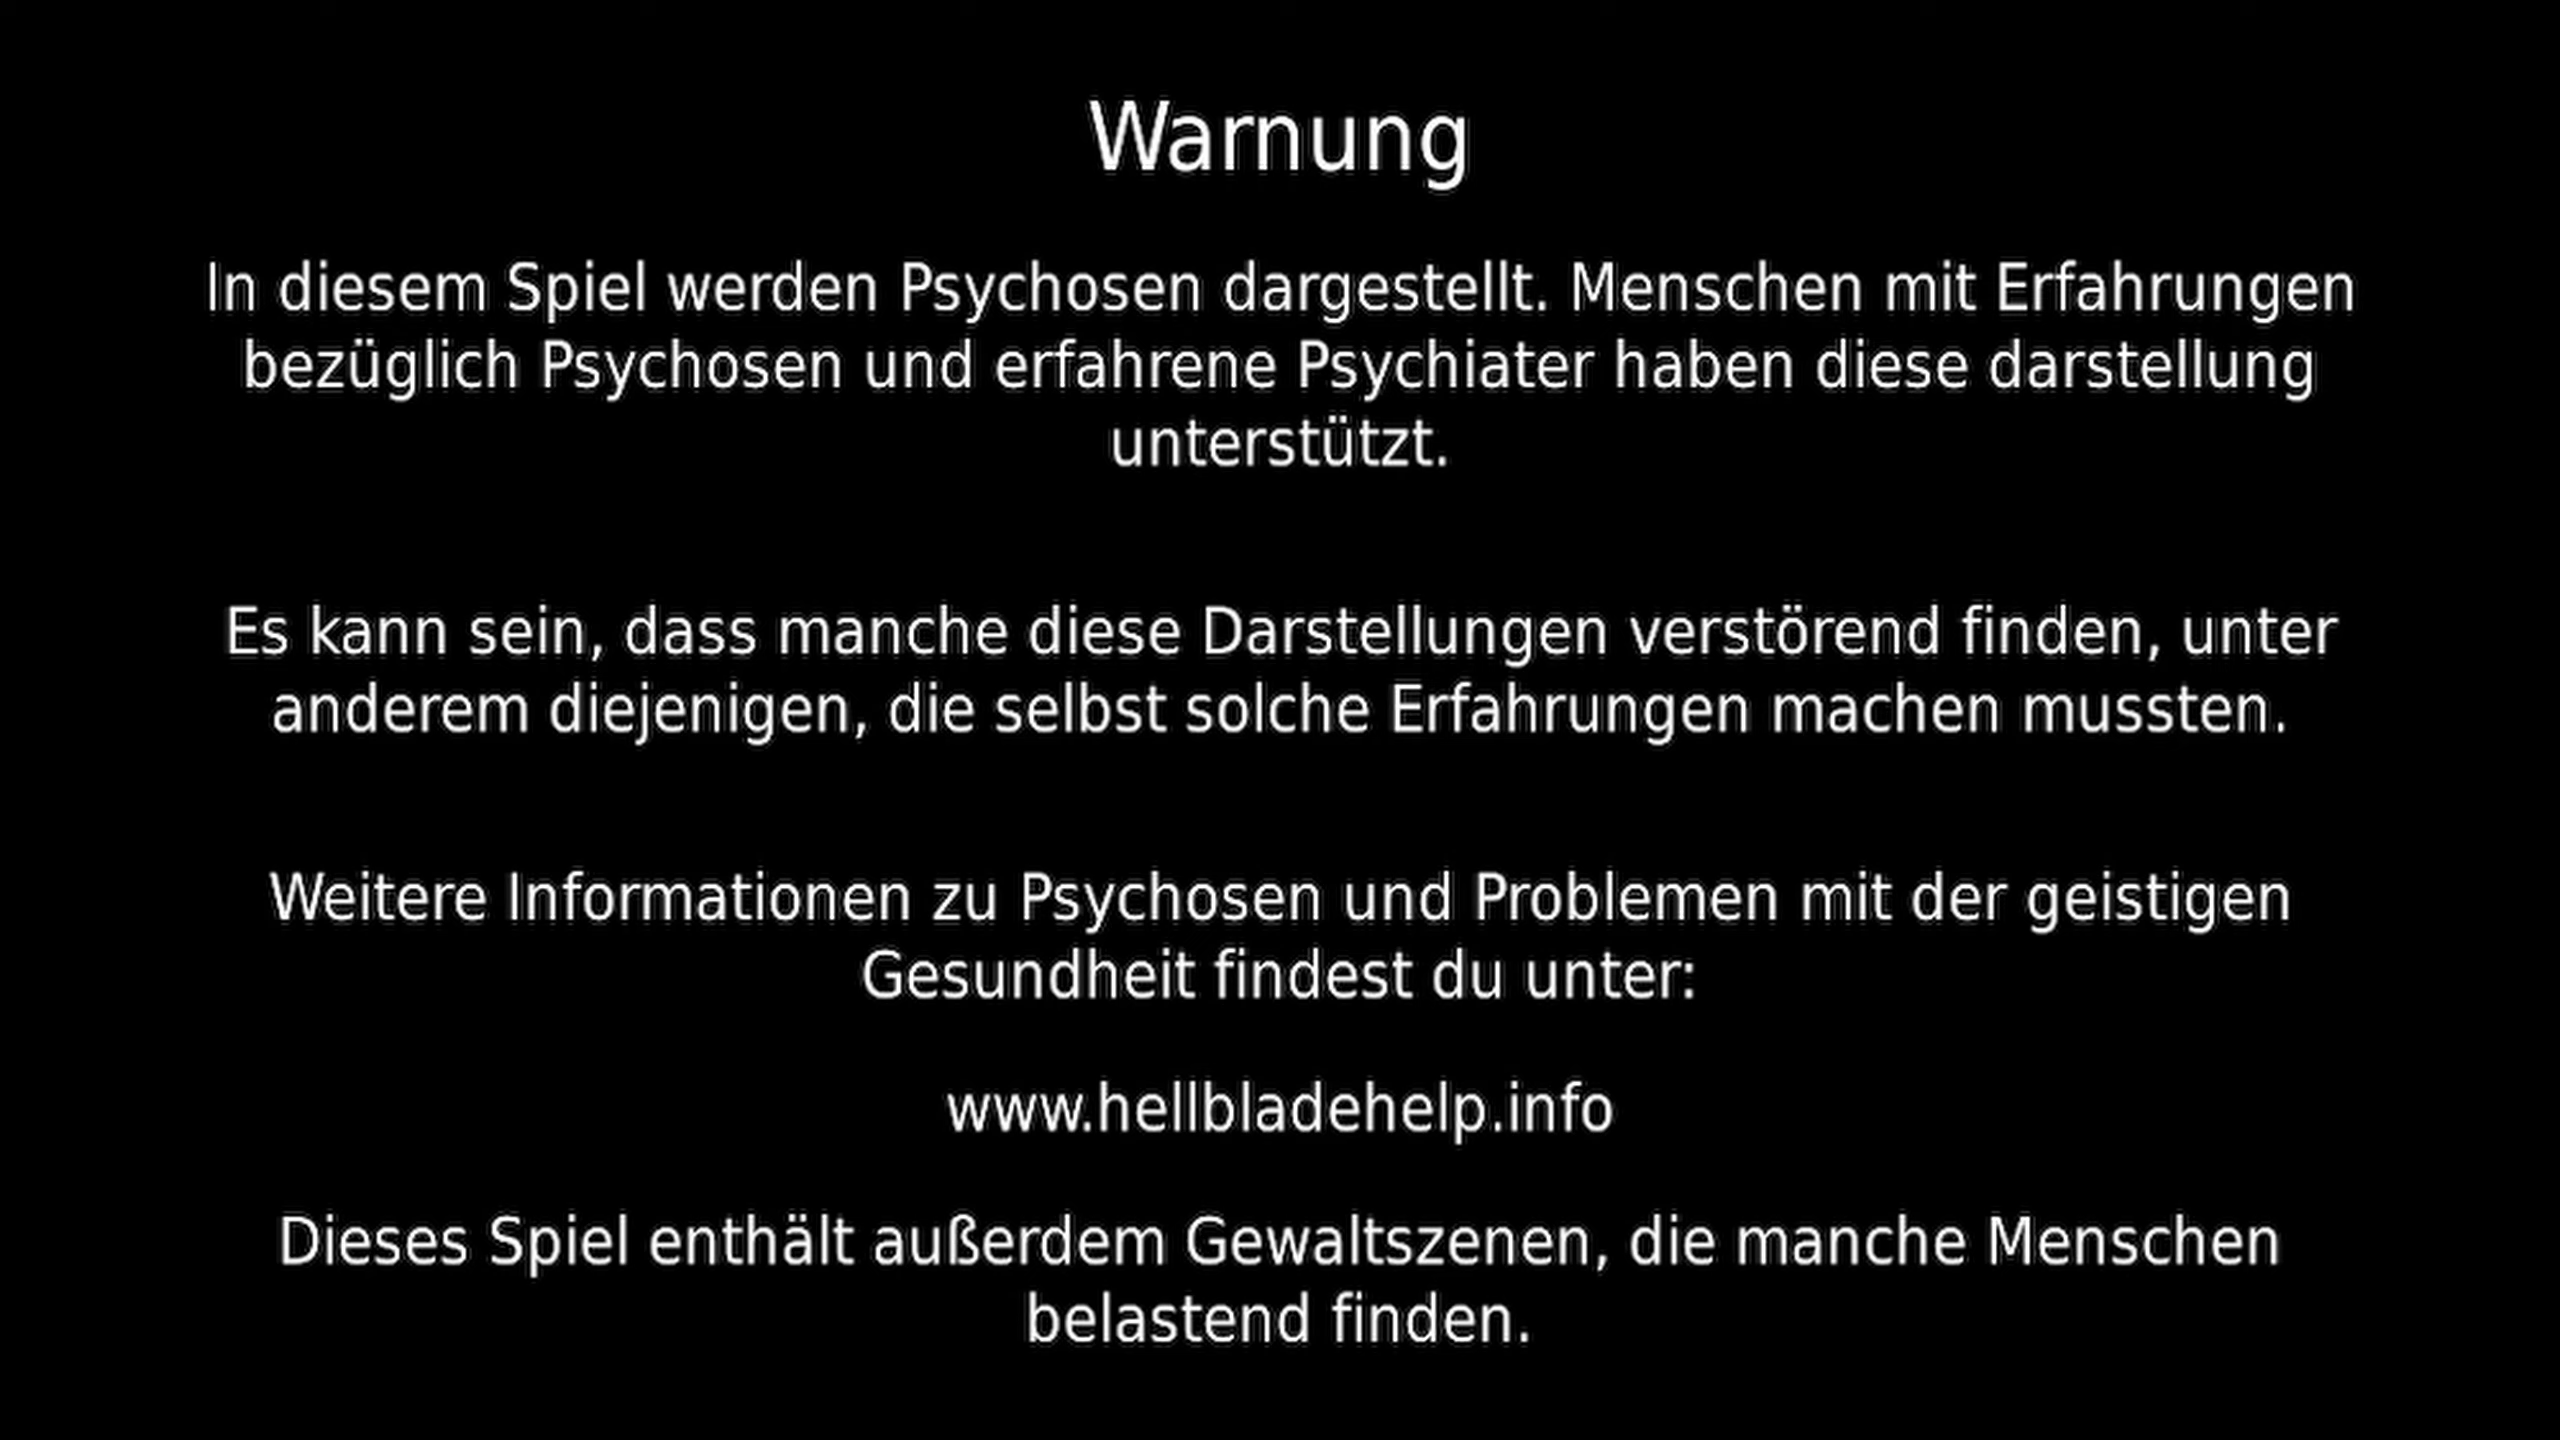 Warnung
In diesem Spiel werden Psychosen dargestellt. Menschen mit Erfahrungen
bezüglich Psychosen und erfahrene Psychiater haben diese darstellung
unterstützt.
Es kann sein, dass manche diese Darstellungen verstörend finden, unter
anderem diejenigen, die selbst solche Erfahrungen machen mussten.
Weitere Informationen zu Psychosen und Problemen mit der geistigen
Gesundheit findest du unter:
www.hellbladehelp.info
Dieses Spiel enthält außerdem Gewaltszenen, die manche Menschen
belastend finden.